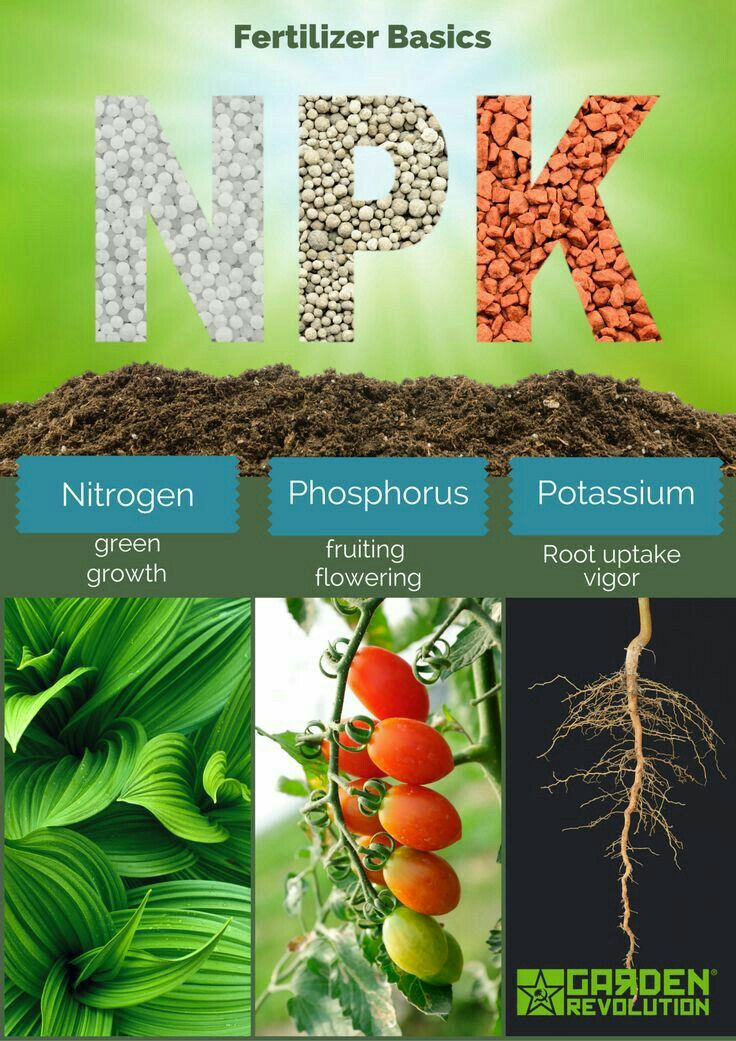 Fertilizer Basics
NPK
Nitrogen
green
growth
Phosphorus
fruiting
flowering
Potassium
Root uptake
vigor
GARDEN®
REVOLUTION